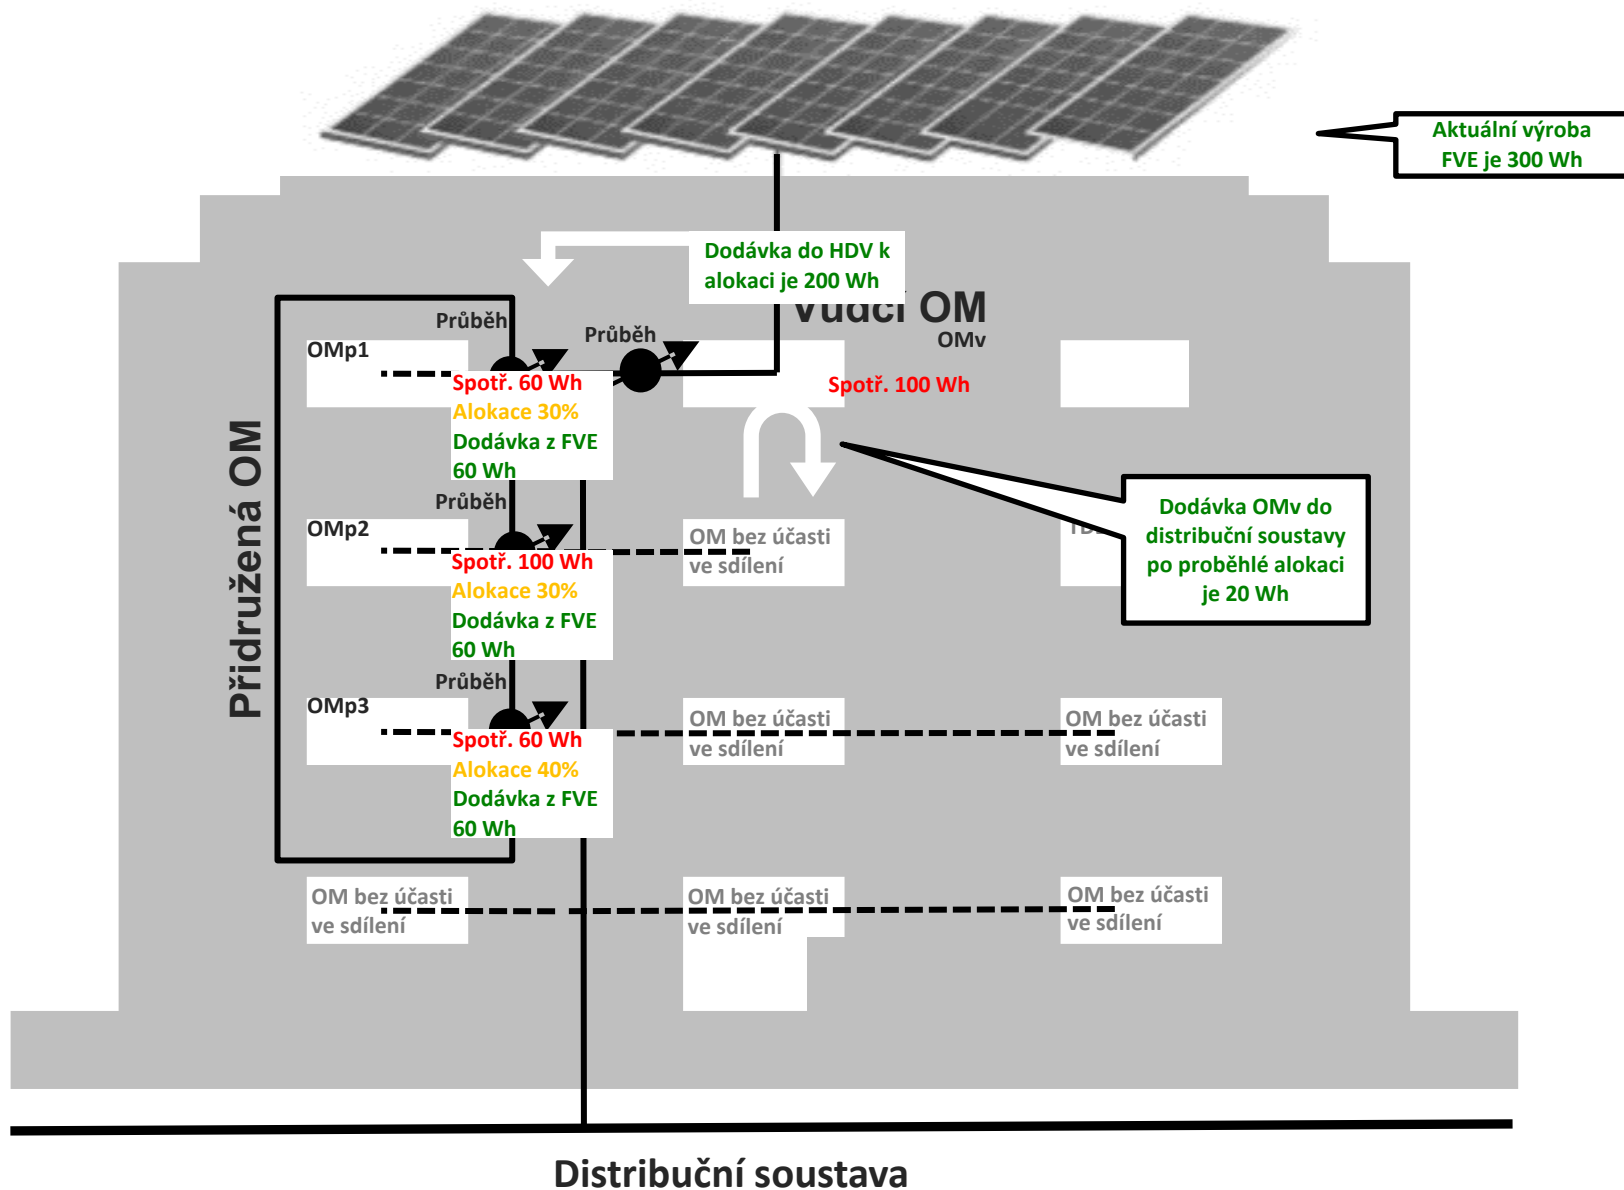 Aktuální výroba
FVE je 300 Wh
Dodávka do HDV k
alokaci je 200 Wh
Vůdčí OM
OMv
Průběh
Průběh
OMp1
Spotř. 60 Wh
Alokace 30%
Dodávka z FVE
60 Wh
Spotř. 100 Wh
Přidružená OM
Průběh
OMp2
Spotř. 100 Wh
Alokace 30%
Dodávka z FVE
60 Wh
OM bez účasti
ve sdílení
Dodávka OMv do
distribuční soustavy
po proběhlé alokaci
je 20 Wh
Průběh
OMp3
Spotř. 60 Wh
Alokace 40%
Dodávka z FVE
60 Wh
OM bez účasti
ve sdílení
OM bez účasti
ve sdílení
OM bez účasti
ve sdílení
OM bez účasti
ve sdílení
OM bez účasti
ve sdílení
Distribuční soustava